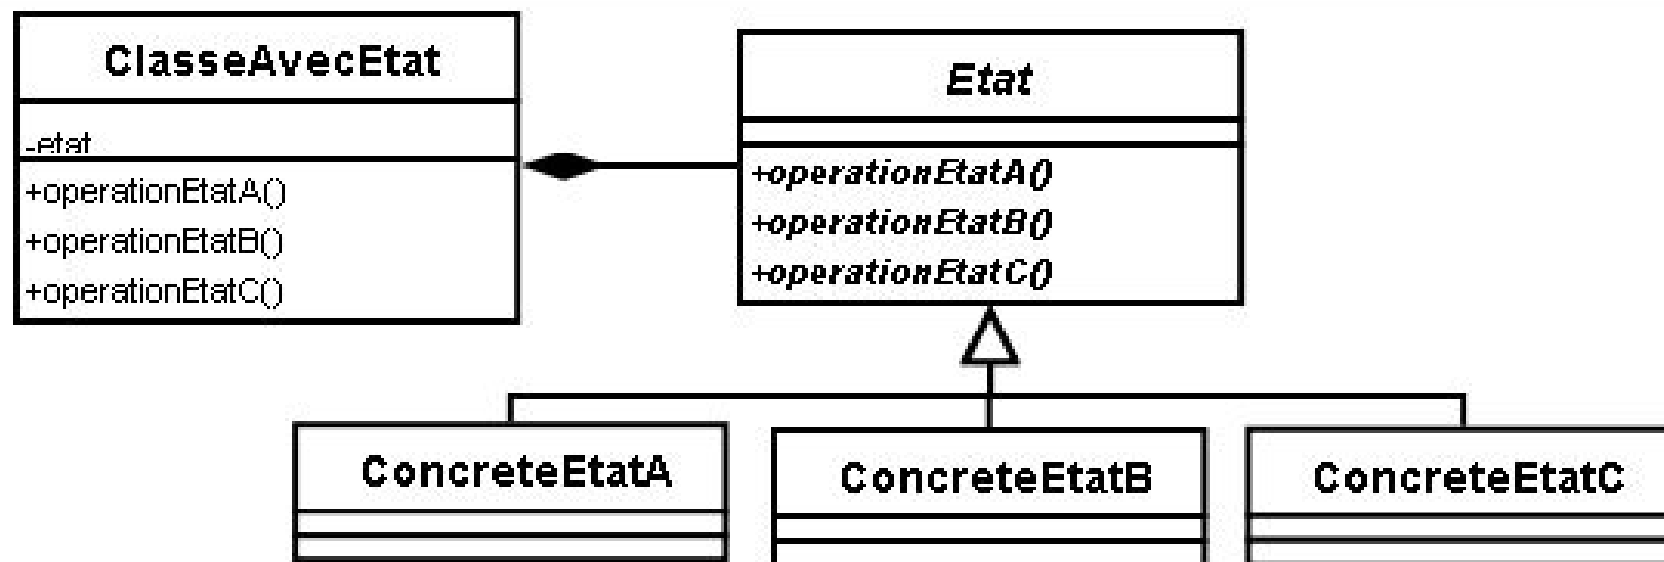 ClasseAvecEtat
-etat
+operationEtatA()
+operationEtatB()
+operationEtatC()
Etat
+operationEtatA()
+operationEtatB()
+operationEtatC()
ConcreteEtatA
ConcreteEtatB
ConcreteEtatC